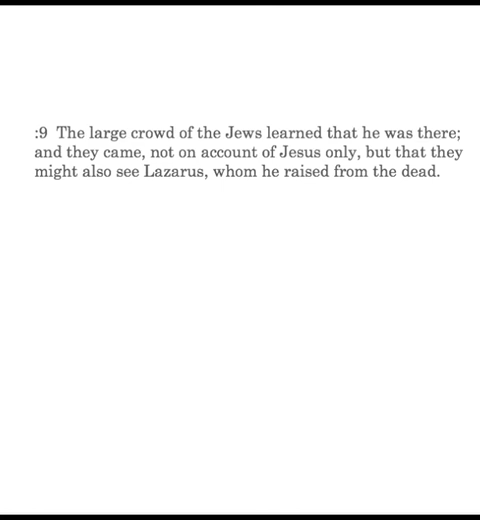 :9 The large crowd of the Jews learned that he was there;
and they came, not on account of Jesus only, but that they
might also see Lazarus, whom he raised from the dead.